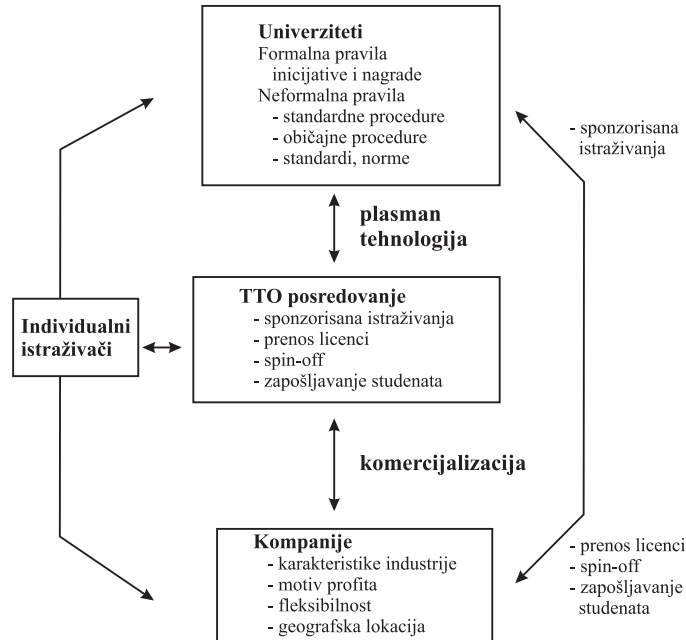 Univerziteti
Formalna pravila
inicijative i nagrade
Neformalna pravila
- standardne procedure
- običajne procedure
- standardi, norme
- sponzorisana
istraživanja
plasman
tehnologija
Individualni
istraživači
TTO posredovanje
- sponzorisana istraživanja
- prenos licenci
- spin-off
- zapošljavanje studenata
komercijalizacija
Kompanije
- karakteristike industrije
- motiv profita
- fleksibilnost
- geografska lokacija
- prenos licenci
- spin-off
- zapošljavanje
studenata